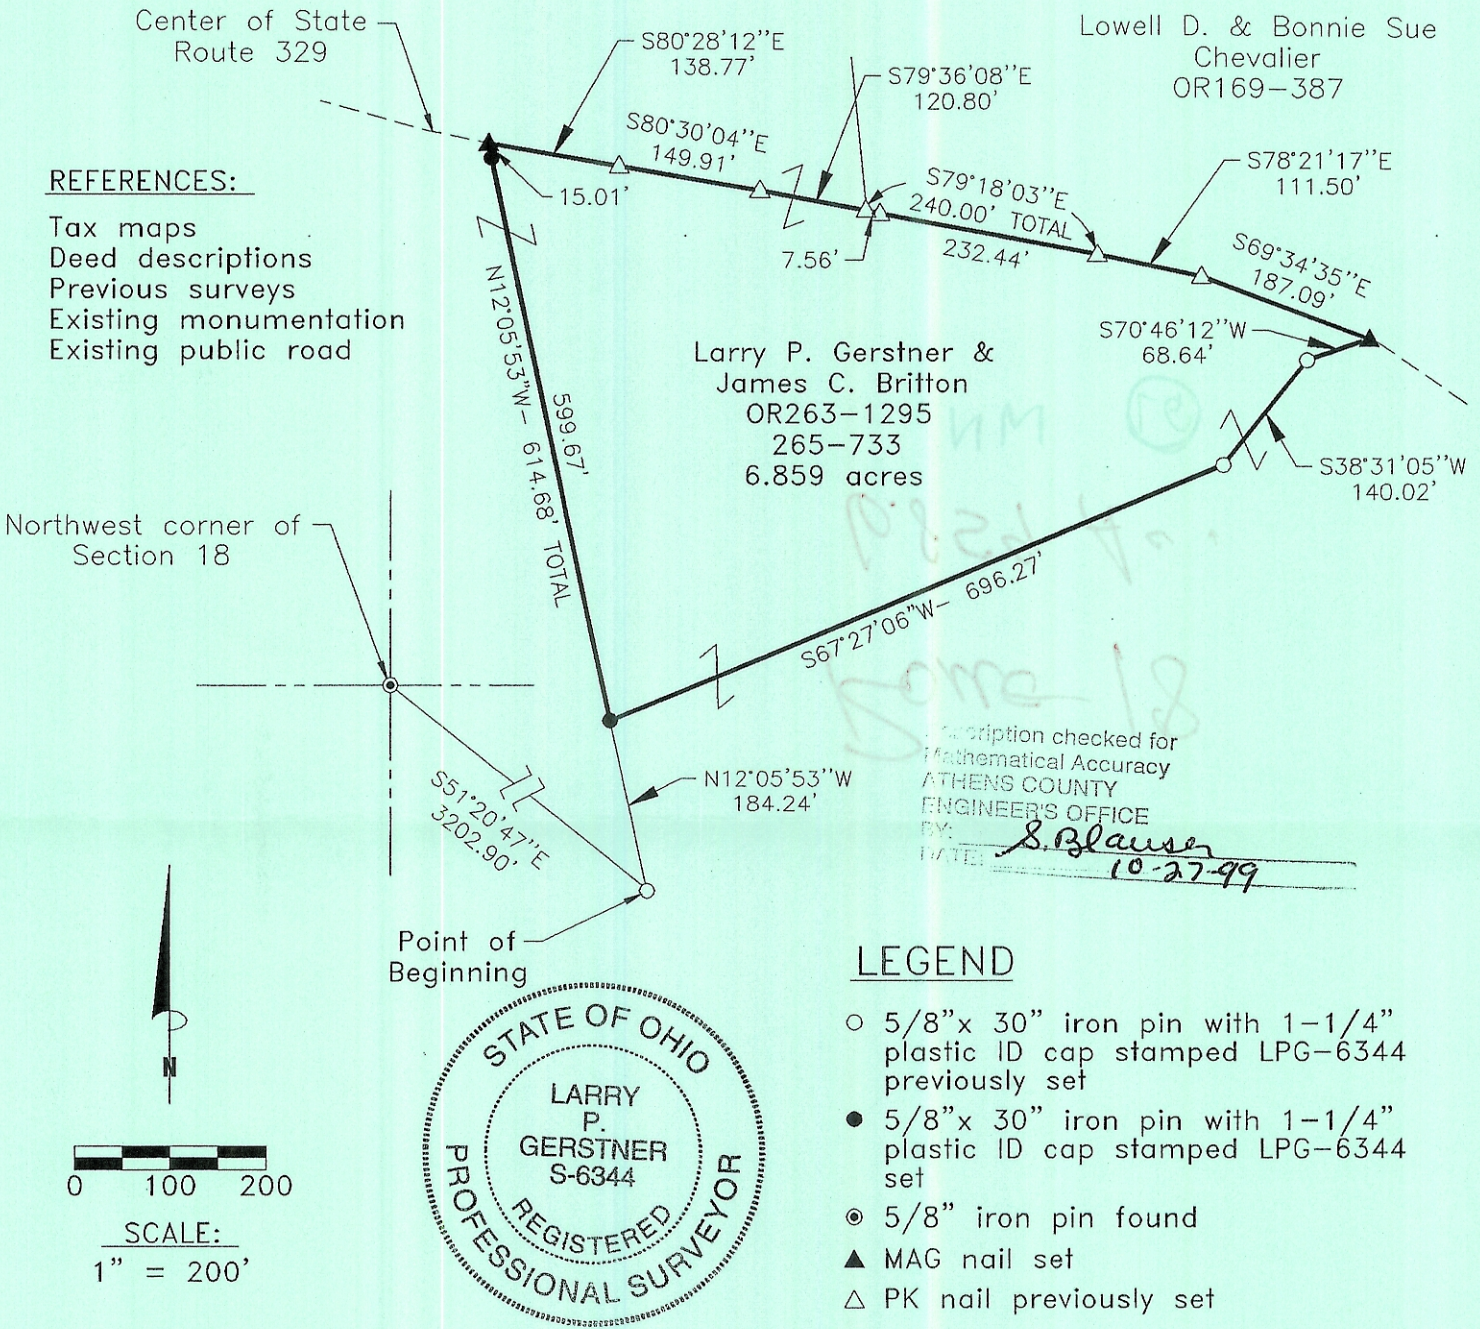 Center of State
Route 329
S80°28'12''E
138.77'
S79°36'08''E
120.80'
Lowell D. & Bonnie Sue
Chevalier
OR169-387
S80°30'04''E
149.91'
S79°18'03''E
240.00' TOTAL
S78°21'17''E
111.50'
REFERENCES:
Tax maps
Deed descriptions
Previous surveys
Existing monumentation
Existing public road
15.01'
7.56'
232.44'
S69°34'35''E
187.09'
S70°46'12''W
68.64'
N12°05'53"W- 614.68' TOTAL
599.67'
Larry P. Gerstner &
James C. Britton
OR263-1295
265-733
6.859 acres
S38°31'05''W
140.02'
Northwest corner of
Section 18
S67°27'06"W- 696.27'
S51°20'47''E
3202.90'
N12°05'53''W
184.24'
Point of
Beginning
checked for
Mathematical Accuracy
ATHENS COUNTY
ENGINEER'S OFFICE
BY: S. Blauser
DATE: 10-27-99
N
0 100 200
SCALE:
1" = 200'
STATE OF OHIO
LARRY
P.
GERSTNER
S-6344
REGISTERED
PROFESSIONAL SURVEYOR
LEGEND
5/8"x 30" iron pin with 1-1/4"
plastic ID cap stamped LPG-6344
previously set
5/8"x 30" iron pin with 1-1/4"
plastic ID cap stamped LPG-6344
set
5/8" iron pin found
MAG nail set
PK nail previously set